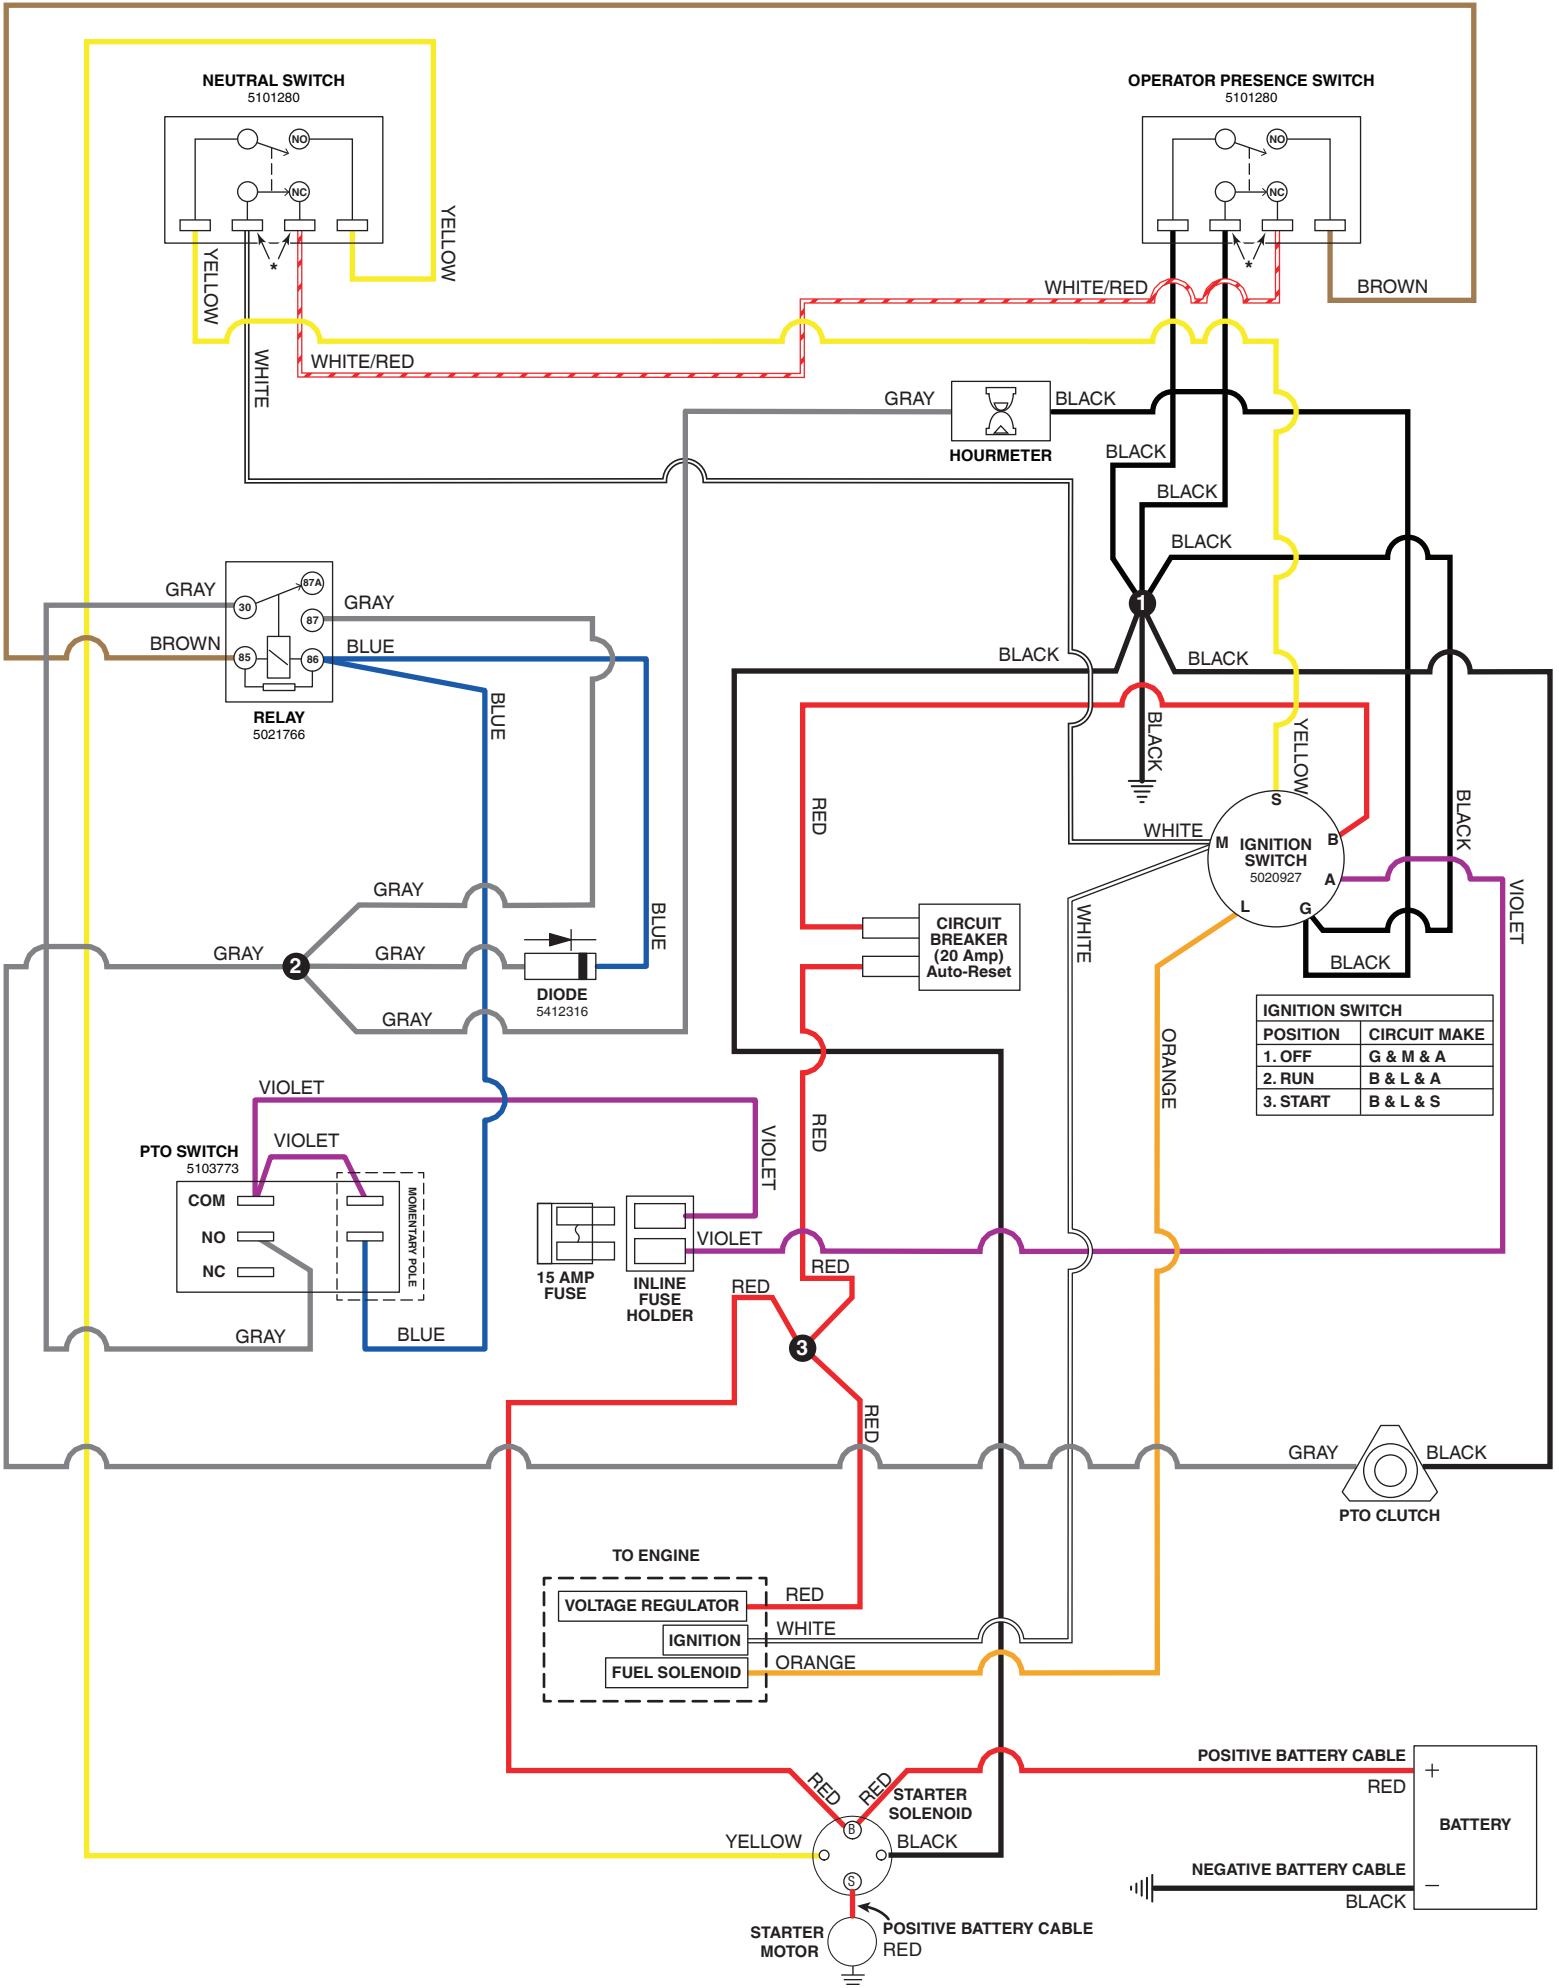 NEUTRAL SWITCH
5101280
NO
NC
*
YELLOW
YELLOW
WHITE
WHITE/RED
OPERATOR PRESENCE SWITCH
5101280
NO
NC
*
WHITE/RED
BROWN
GRAY
BLACK
HOURMETER
BLACK
BLACK
BLACK
1
BLACK
BLACK
BLACK
GRAY
87A
30
87
GRAY
BROWN
85
86
BLUE
RELAY
5021766
BLUE
YELLOW
RED
BLACK
S
WHITE
M
B
IGNITION
SWITCH
5020927
A
L
G
BLACK
VIOLET
WHITE
GRAY
GRAY
GRAY
2
GRAY
BLUE
DIODE
5412316
CIRCUIT
BREAKER
(20 Amp)
Auto-Reset
IGNITION SWITCH
POSITION CIRCUIT MAKE
1. OFF G & M & A
2. RUN B & L & A
3. START B & L & S
ORANGE
RED
VIOLET
VIOLET
VIOLET
PTO SWITCH
5103773
COM
NO
NC
MOMENTARY POLE
GRAY
BLUE
15 AMP
FUSE
INLINE
FUSE
HOLDER
VIOLET
RED
RED
3
RED
GRAY
BLACK
PTO CLUTCH
TO ENGINE
VOLTAGE REGULATOR
RED
IGNITION
WHITE
FUEL SOLENOID
ORANGE
RED
RED
STARTER
SOLENOID
POSITIVE BATTERY CABLE
RED
+
BATTERY
NEGATIVE BATTERY CABLE
BLACK
−
YELLOW
B
S
BLACK
POSITIVE BATTERY CABLE
RED
STARTER
MOTOR